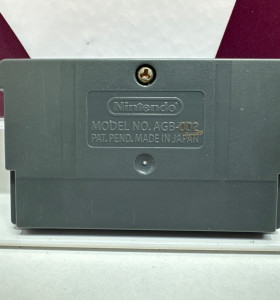 Nintendo
MODEL NO. AGB-002
PAT. PEND. MADE IN JAPAN